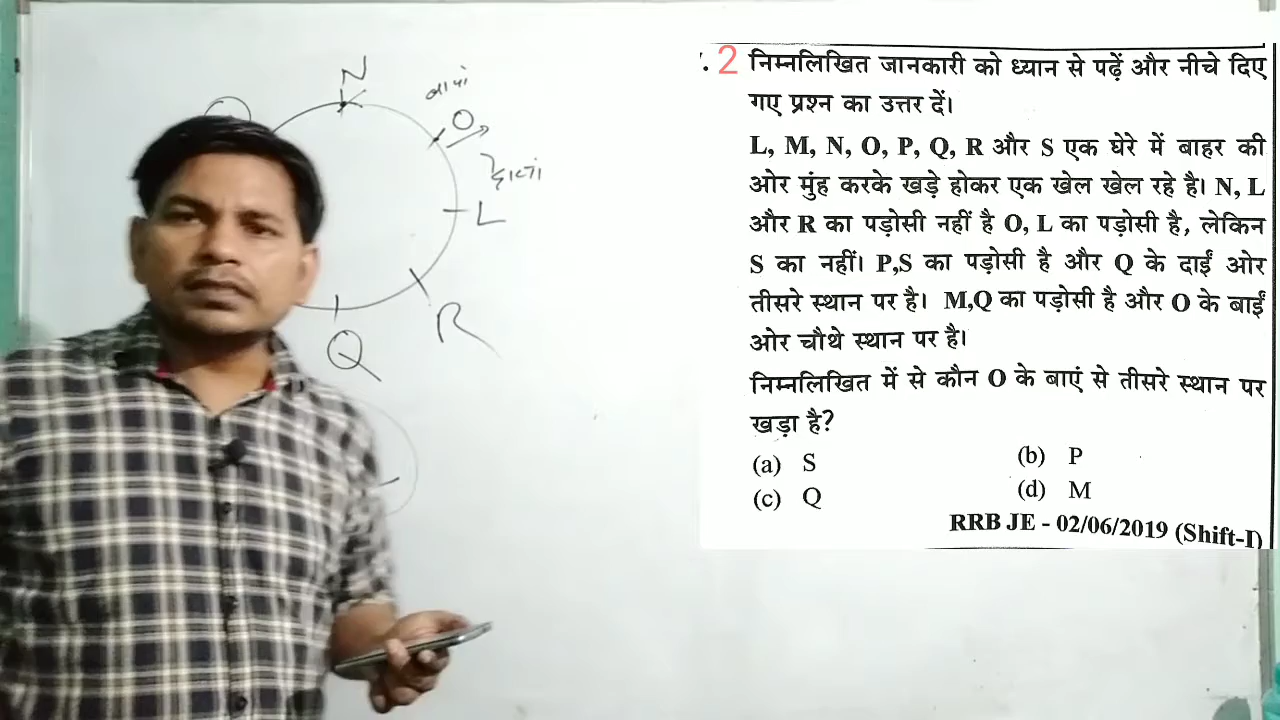 N
बायां
O
दायां
L
R
Q
. 2 निम्नलिखित जानकारी को ध्यान से पढ़ें और नीचे दिए
गए प्रश्न का उत्तर दें।
L, M, N, O, P, Q, R और S एक घेरे में बाहर की
ओर मुंह करके खड़े होकर एक खेल खेल रहे है। N, L
और R का पड़ोसी नहीं है O, L का पड़ोसी है, लेकिन
S का नहीं। P,S का पड़ोसी है और Q के दाईं ओर
तीसरे स्थान पर है। M,Q का पड़ोसी है और O के बाईं
ओर चौथे स्थान पर है।
निम्नलिखित में से कौन O के बाएं से तीसरे स्थान पर
खड़ा है?
(a) S (b) P
(c) Q (d) M
RRB JE - 02/06/2019 (Shift-I)